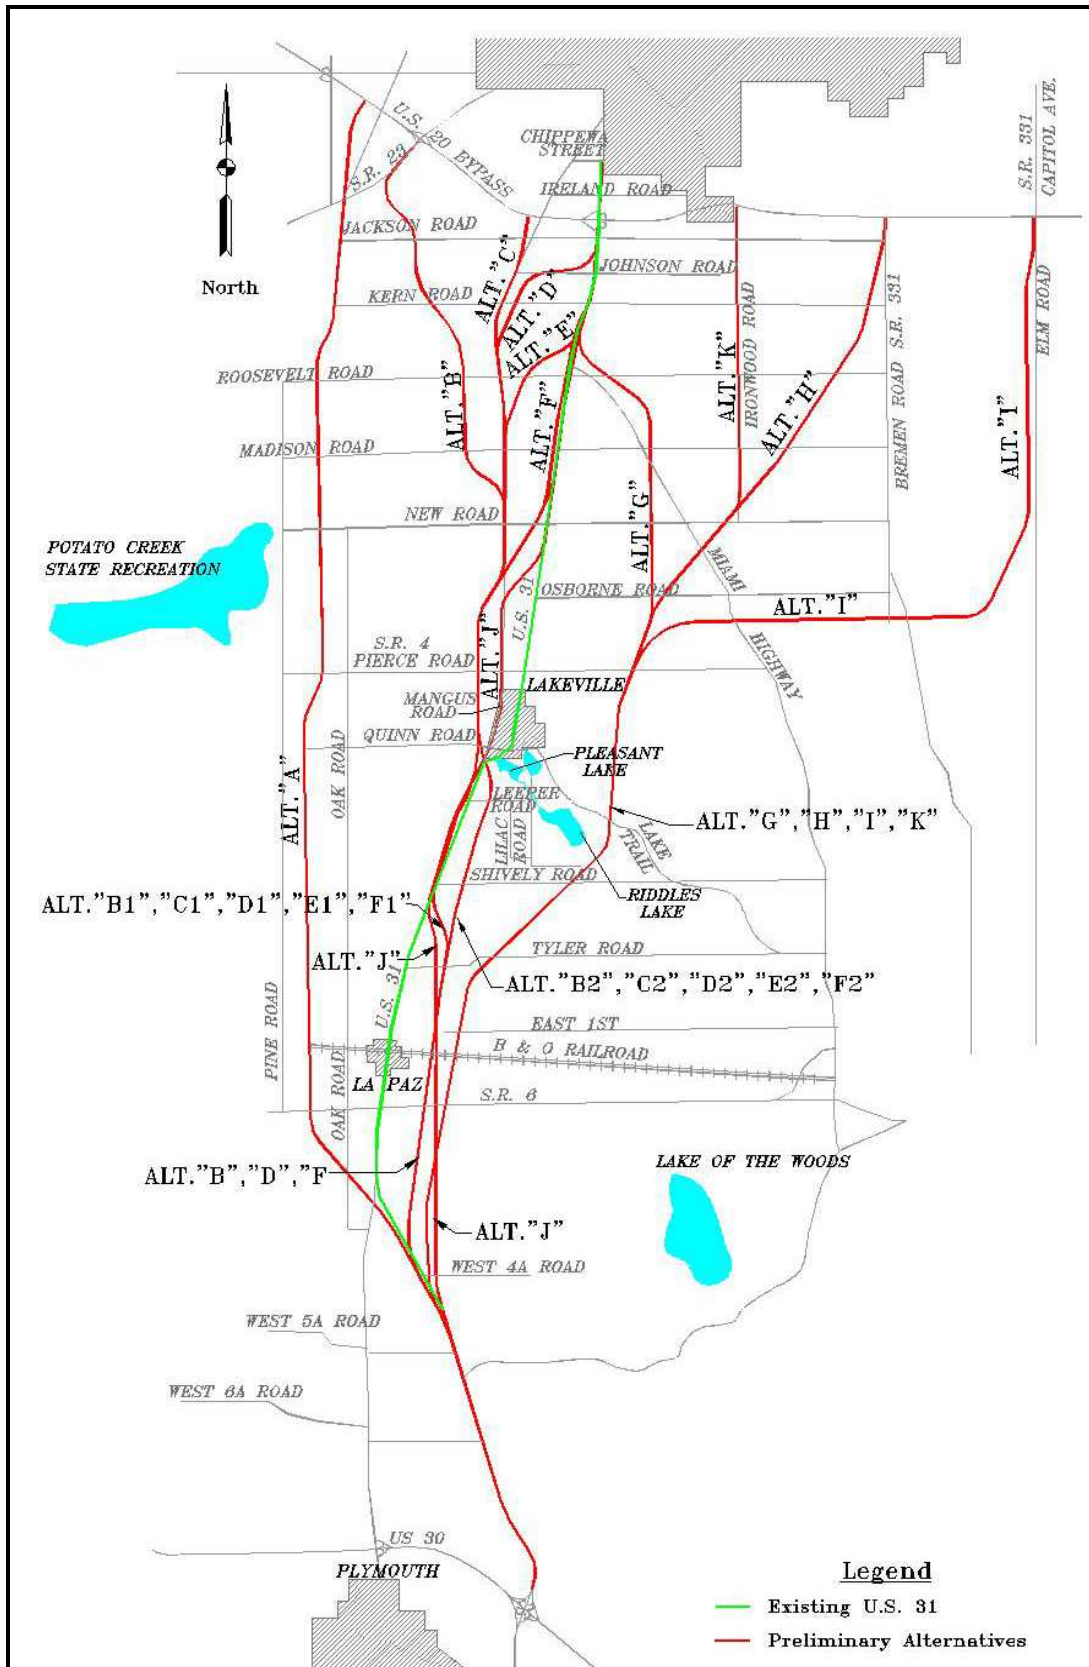 CHIPPEWA
STREET
S.R. 331
CAPITOL AVE.
U.S. 20 BYPASS
S.R. 23
IRELAND ROAD
JACKSON ROAD
North
ALT."C"
JOHNSON ROAD
ALT."D"
KERN ROAD
ALT."E"
ALT."K"
IRONWOOD ROAD
BREMEN ROAD S.R. 331
ELM ROAD
ROOSEVELT ROAD
ALT."B"
ALT."F"
ALT."H"
ALT."I"
MADISON ROAD
ALT."G"
NEW ROAD
POTATO CREEK
STATE RECREATION
MIAMI
HIGHWAY
U.S. 31
OSBORNE ROAD
ALT."I"
S.R. 4
PIERCE ROAD
ALT."J"
LAKEVILLE
MANGUS
ROAD
QUINN ROAD
OAK ROAD
ALT."A"
PLEASANT
LAKE
LEEPER
ROAD
LILAC
ROAD
LAKE
TRAIL
ALT."G","H","I","K"
SHIVELY ROAD
RIDDLES
LAKE
ALT."B1","C1","D1","E1","F1"
TYLER ROAD
ALT."J"
U.S. 31
ALT."B2","C2","D2","E2","F2"
PINE ROAD
EAST 1ST
B & O RAILROAD
LA PAZ
OAK ROAD
S.R. 6
LAKE OF THE WOODS
ALT."B","D","F
ALT."J"
WEST 4A ROAD
WEST 5A ROAD
WEST 6A ROAD
US 30
PLYMOUTH
Legend
Existing U.S. 31
Preliminary Alternatives